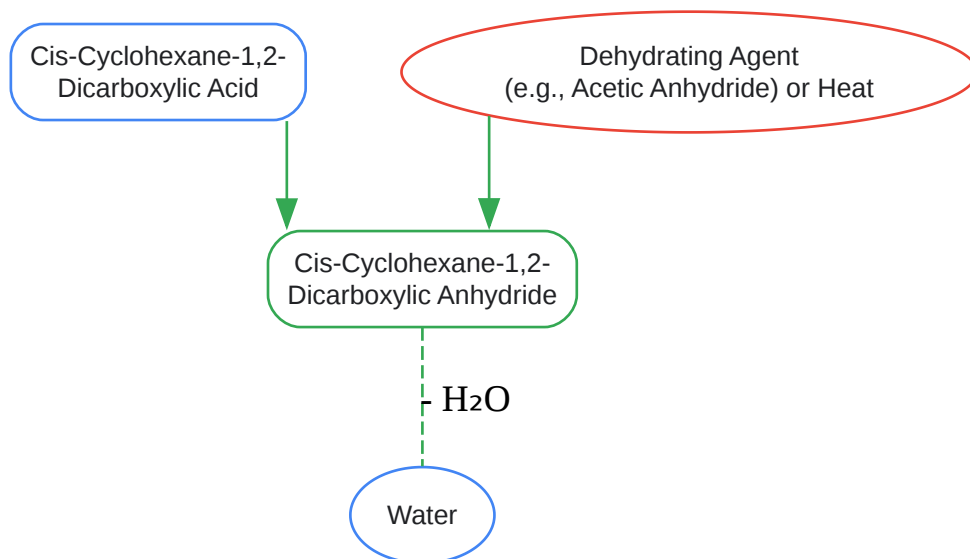 Cis-Cyclohexane-1,2-
Dicarboxylic Acid
Dehydrating Agent
(e.g., Acetic Anhydride) or Heat
Cis-Cyclohexane-1,2-
Dicarboxylic Anhydride
- H₂O
Water